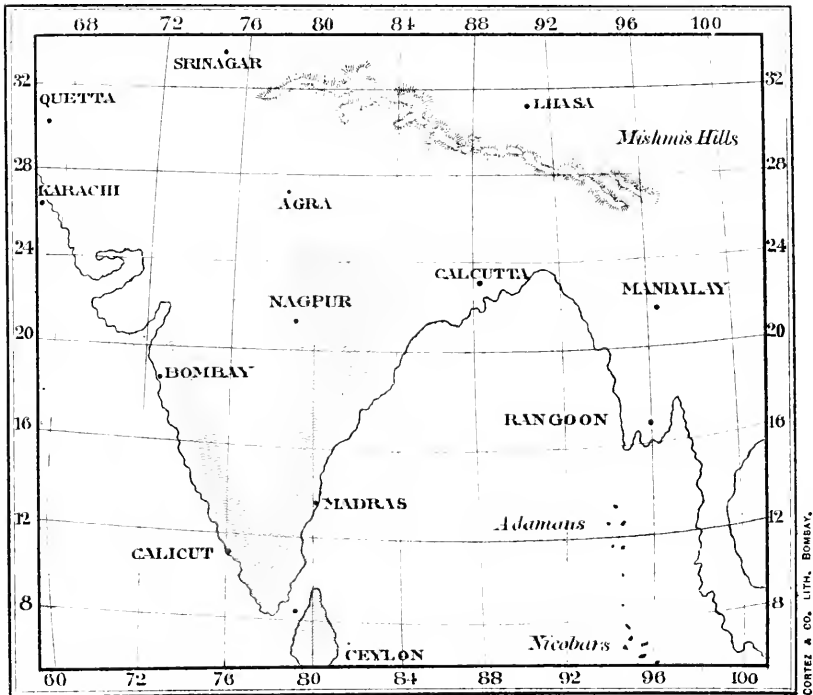 68 72 76 80 84 88 92 96 100
SRINAGAR
32 32
QUETTA
LHASA
Mishmis Hills
28 28
KARACHI
AGRA
24 24
CALCUTTA
MANDALAY
NAGPUR
20 20
BOMBAY
16 RANGOON 16
MADRAS
12 Adamans 12
CALICUT
8 8
Nicobars
CEYLON
60 72 76 80 84 88 92 96 100
CORTEZ & CO. LITH. BOMBAY.